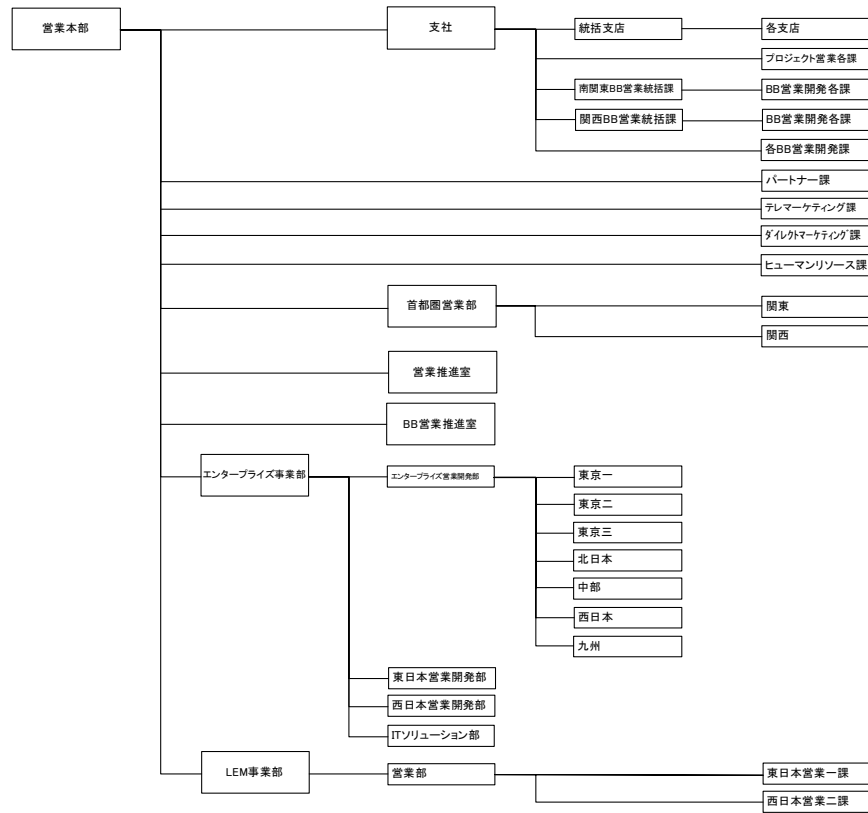 営業本部
支社
統括支店
各支店
プロジェクト営業各課
南関東BB営業統括課
BB営業開発各課
関西BB営業統括課
BB営業開発各課
各BB営業開発課
パートナー課
テレマーケティング課
ダイレクトマーケティング課
ヒューマンリソース課
首都圏営業部
関東
関西
営業推進室
BB営業推進室
エンタープライズ事業部
エンタープライズ営業開発部
東京一
東京二
東京三
北日本
中部
西日本
九州
東日本営業開発部
西日本営業開発部
ITソリューション部
LEM事業部
営業部
東日本営業一課
西日本営業二課